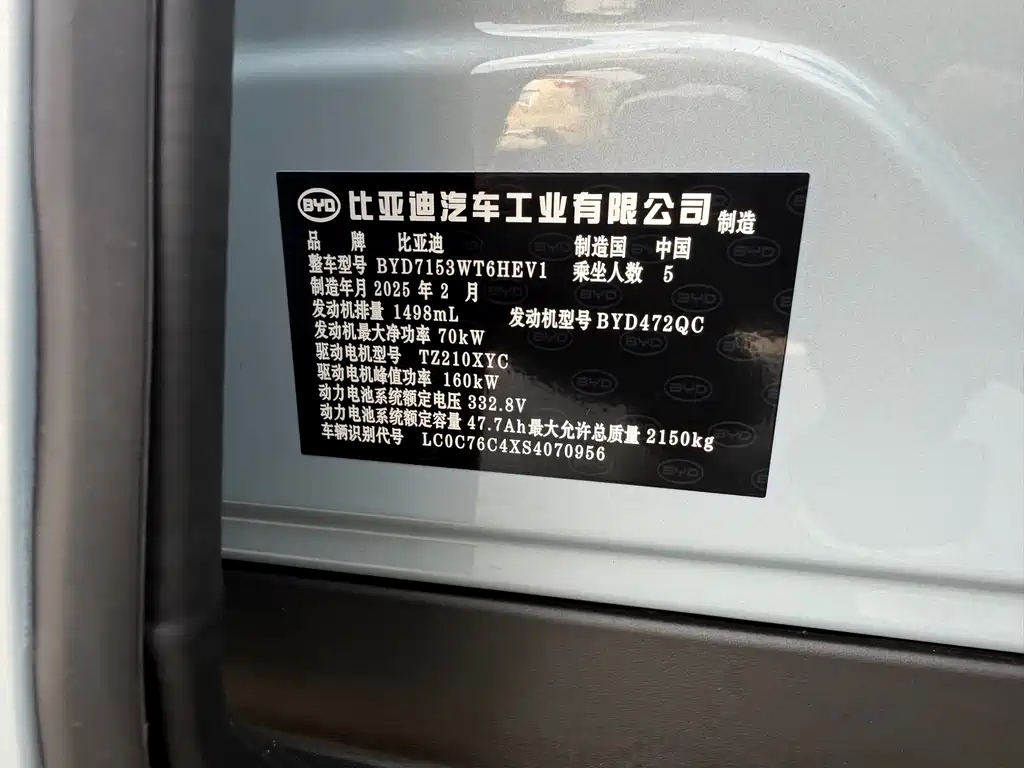 BYD 比亚迪汽车工业有限公司 制造
品 牌 比亚迪 制造国 中国
整车型号 BYD7153WT6HEV1 乘坐人数 5
制造年月 2025 年 2 月
发动机排量 1498mL 发动机型号 BYD472QC
发动机最大净功率 70kW
驱动电机型号 TZ210XYC
驱动电机峰值功率 160kW
动力电池系统额定电压 332.8V
动力电池系统额定容量 47.7Ah 最大允许总质量 2150kg
车辆识别代号 LC0C76C4XS4070956